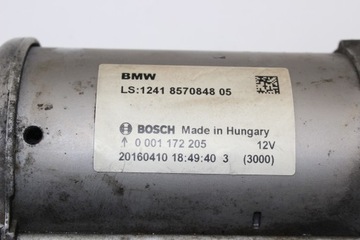 BMW
LS:1241 8570848 05
BOSCH Made in Hungary
↑ 0 001 172 205 12V
20160410 18:49:40 3 (3000)